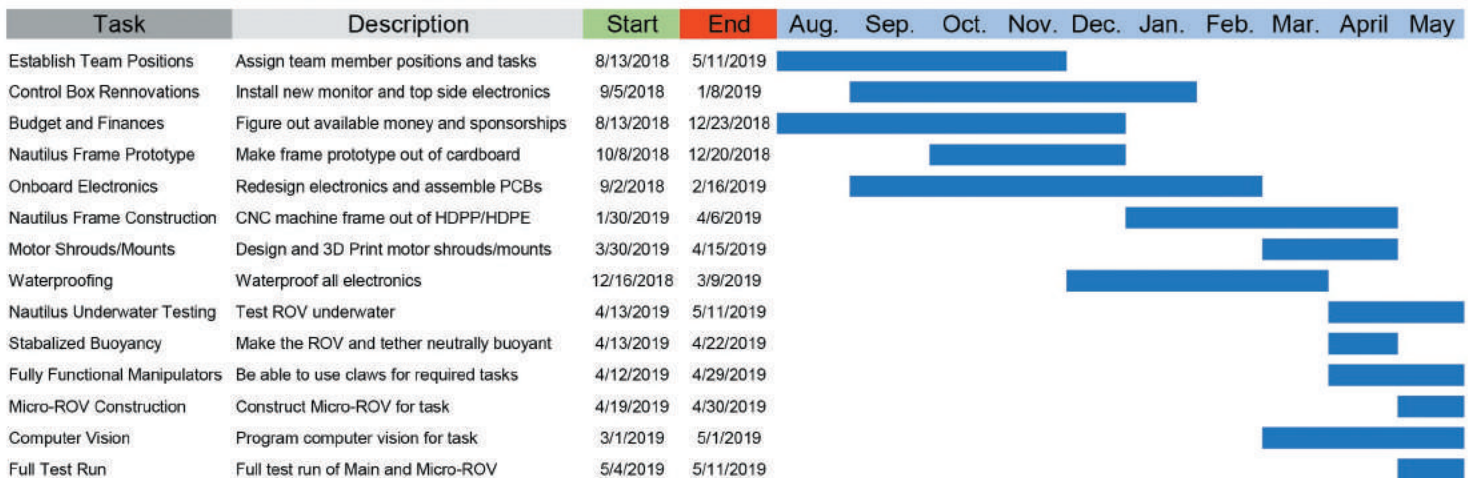 Task Description Start End Aug. Sep. Oct. Nov. Dec. Jan. Feb. Mar. April May
Establish Team Positions Assign team member positions and tasks 8/13/2018 5/11/2019
Control Box Rennovations Install new monitor and top side electronics 9/5/2018 1/8/2019
Budget and Finances Figure out available money and sponsorships 8/13/2018 12/23/2018
Nautilus Frame Prototype Make frame prototype out of cardboard 10/8/2018 12/20/2018
Onboard Electronics Redesign electronics and assemble PCBs 9/2/2018 2/16/2019
Nautilus Frame Construction CNC machine frame out of HDPP/HDPE 1/30/2019 4/6/2019
Motor Shrouds/Mounts Design and 3D Print motor shrouds/mounts 3/30/2019 4/15/2019
Waterproofing Waterproof all electronics 12/16/2018 3/9/2019
Nautilus Underwater Testing Test ROV underwater 4/13/2019 5/11/2019
Stabalized Buoyancy Make the ROV and tether neutrally buoyant 4/13/2019 4/22/2019
Fully Functional Manipulators Be able to use claws for required tasks 4/12/2019 4/29/2019
Micro-ROV Construction Construct Micro-ROV for task 4/19/2019 4/30/2019
Computer Vision Program computer vision for task 3/1/2019 5/1/2019
Full Test Run Full test run of Main and Micro-ROV 5/4/2019 5/11/2019